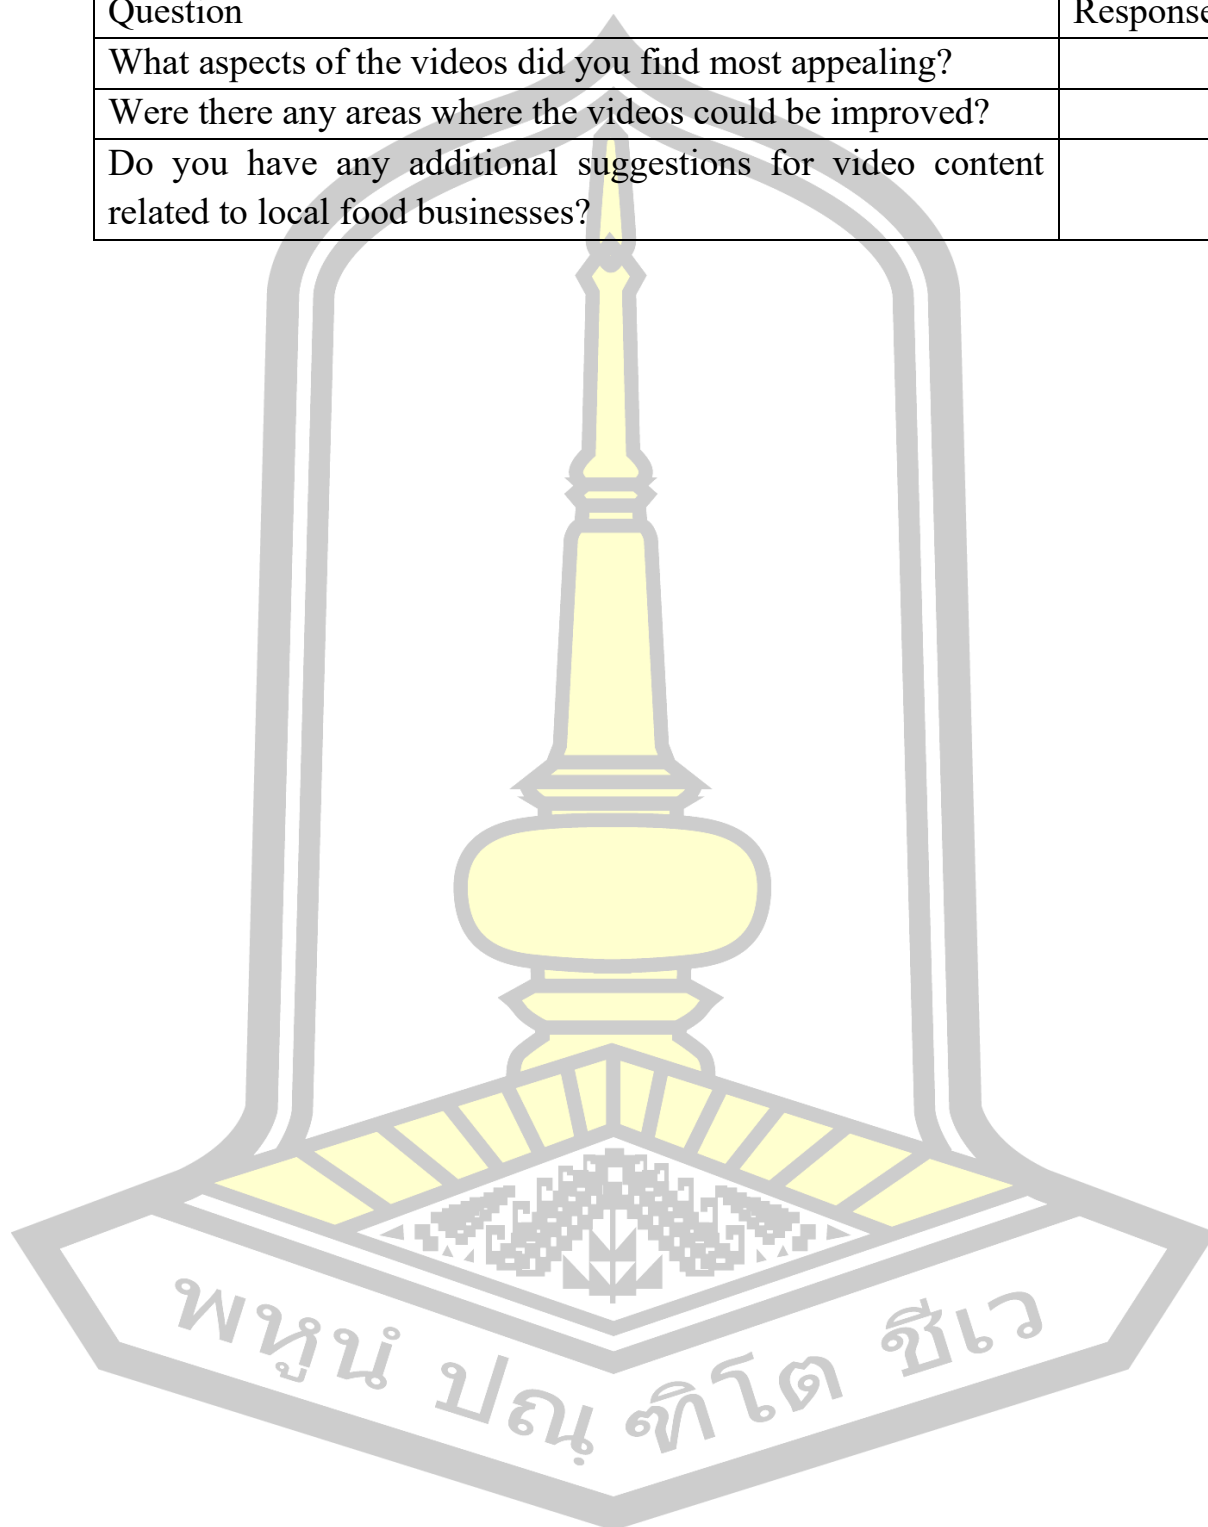 Question Response
What aspects of the videos did you find most appealing?
Were there any areas where the videos could be improved?
Do you have any additional suggestions for video content
related to local food businesses?
พหูนํ ปณฺฑิโต ชีเว